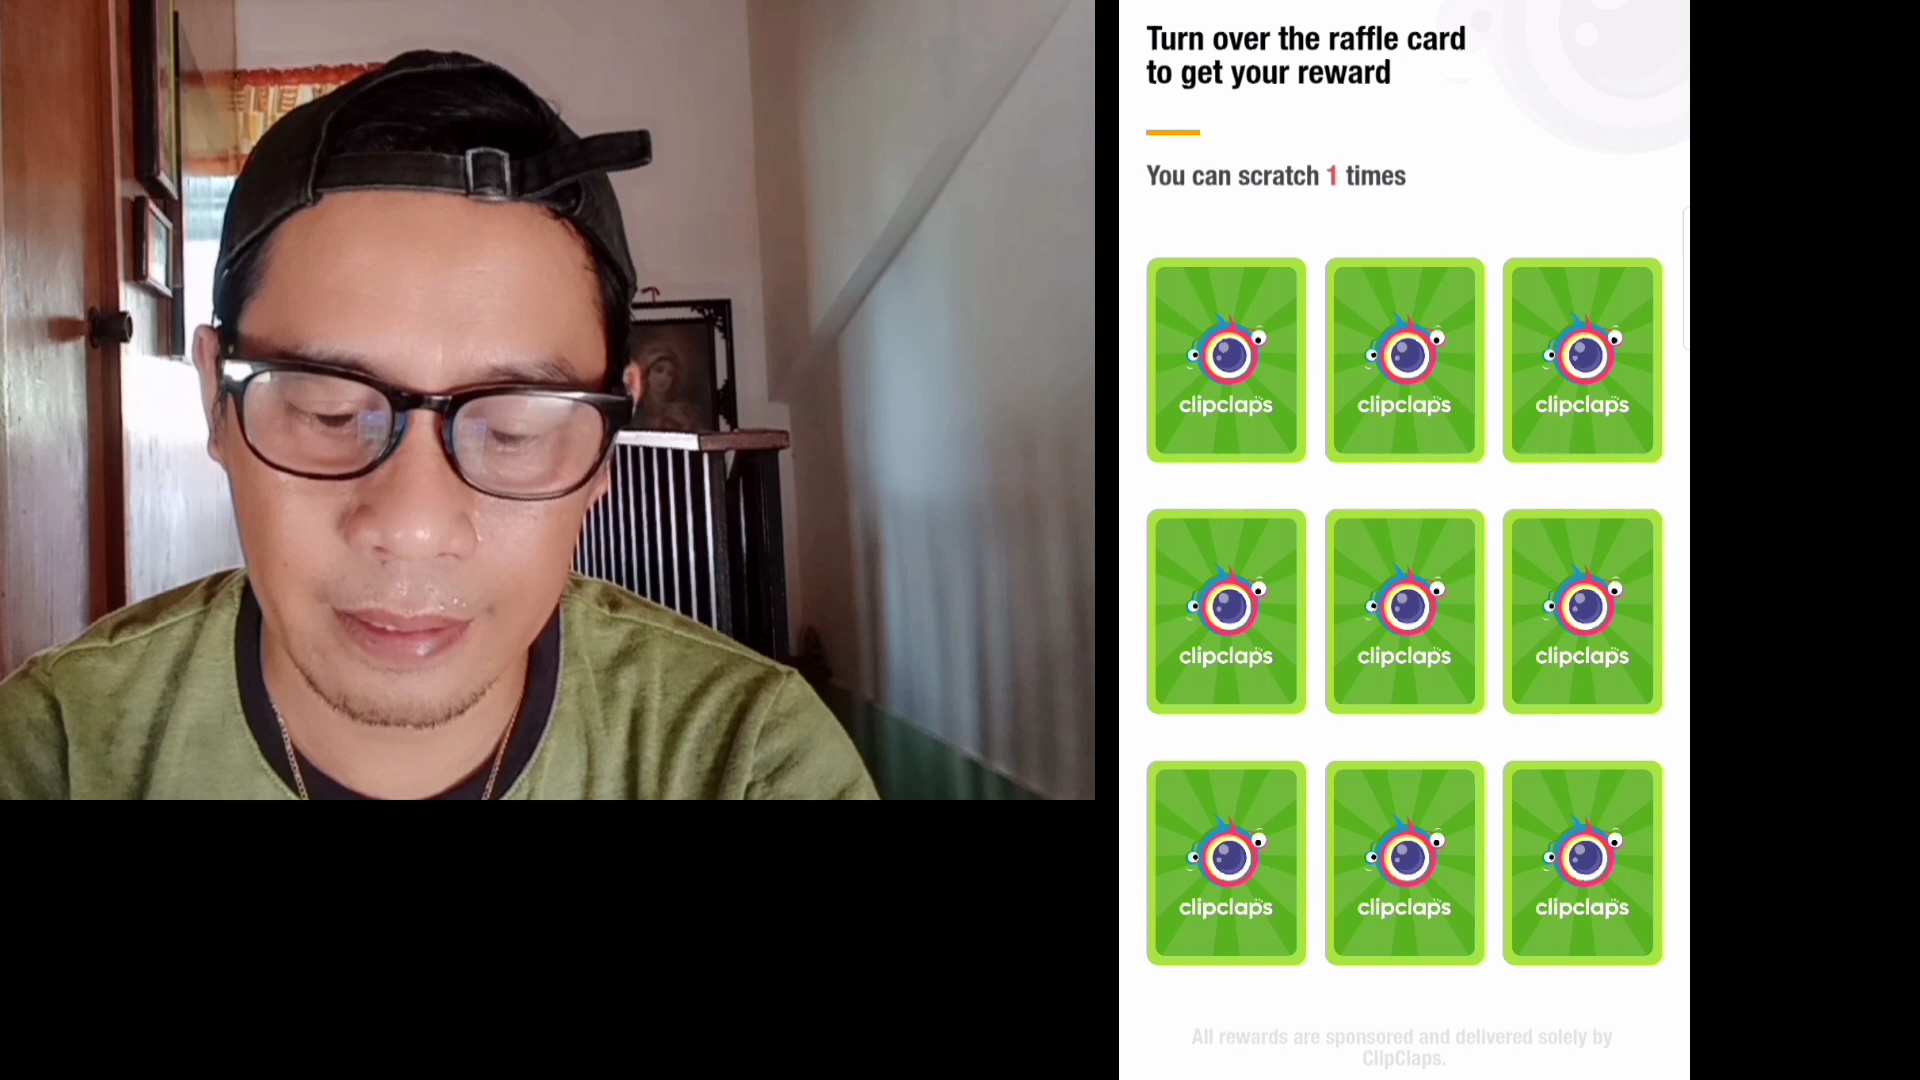 Turn over the raffle card
to get your reward
You can scratch 1 times
clipclaps clipclaps clipclaps
clipclaps clipclaps clipclaps
clipclaps clipclaps clipclaps
All rewards are sponsored and delivered solely by
ClipClaps.